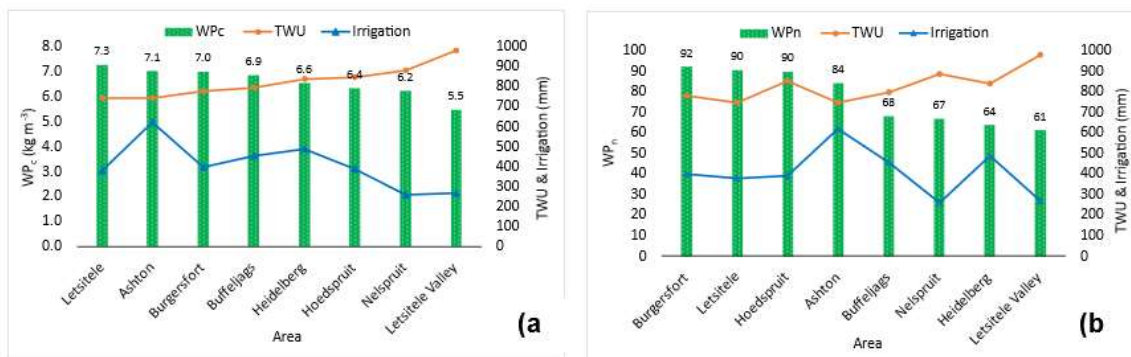 WPc TWU Irrigation
8.0
7.0
6.0
5.0
4.0
3.0
2.0
1.0
0.0
WPc (kg m⁻³)
7.3 7.1 7.0 6.9 6.6 6.4 6.2 5.5
1000
900
800
700
600
500
400
300
200
100
0
TWU & Irrigation (mm)
Letsitele
Ashton
Burgersfort
Buffeljags
Heidelberg
Hoedspruit
Nelspruit
Letsitele Valley
Area
(a
WPn TWU Irrigation
100
90
80
70
60
50
40
30
20
10
0
WPn
92 90 90 84 68 67 64 61
1000
900
800
700
600
500
400
300
200
100
0
TWU & Irrigation (mm)
Burgersfort
Letsitele
Hoedspruit
Ashton
Buffeljags
Nelspruit
Heidelberg
Letsitele Valley
Area
(b